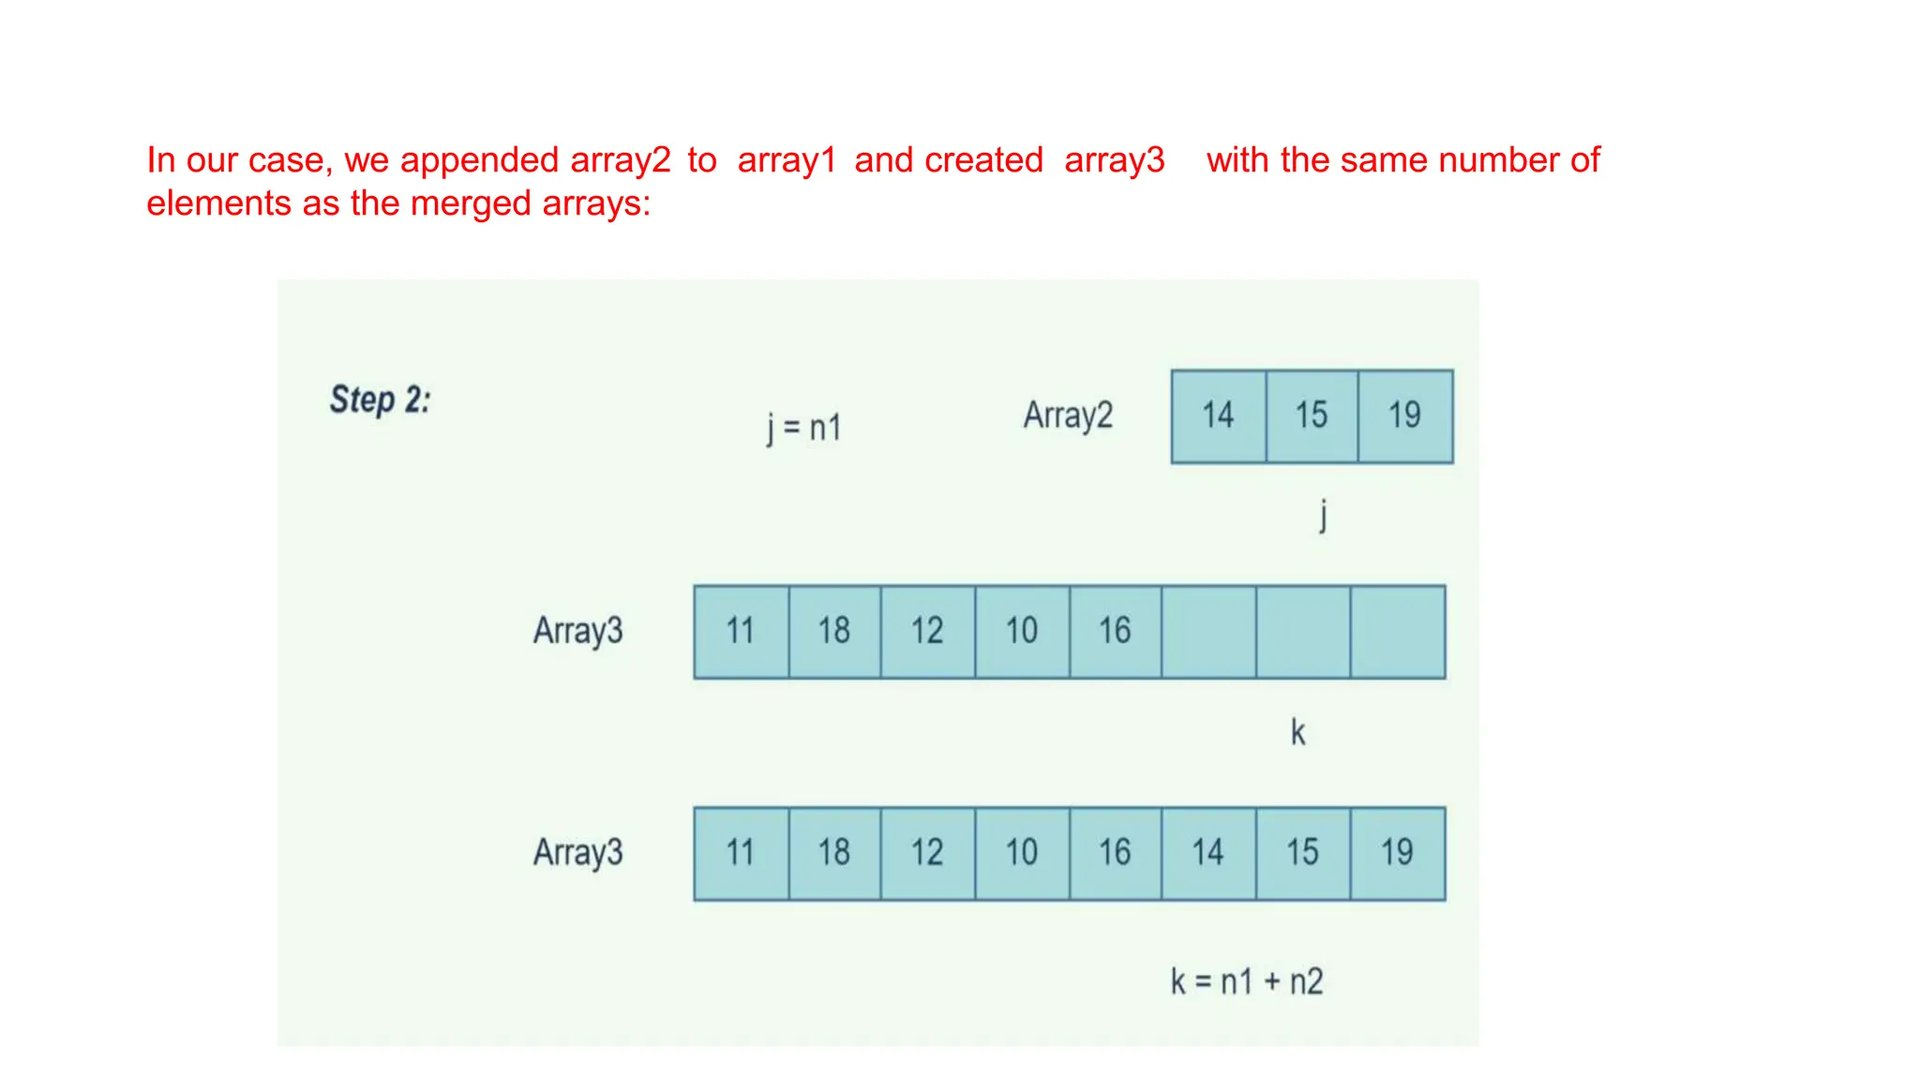 In our case, we appended array2 to array1 and created array3 with the same number of
elements as the merged arrays:
Step 2:
j = n1
Array2 14 15 19
j
Array3 11 18 12 10 16
k
Array3 11 18 12 10 16 14 15 19
k = n1 + n2